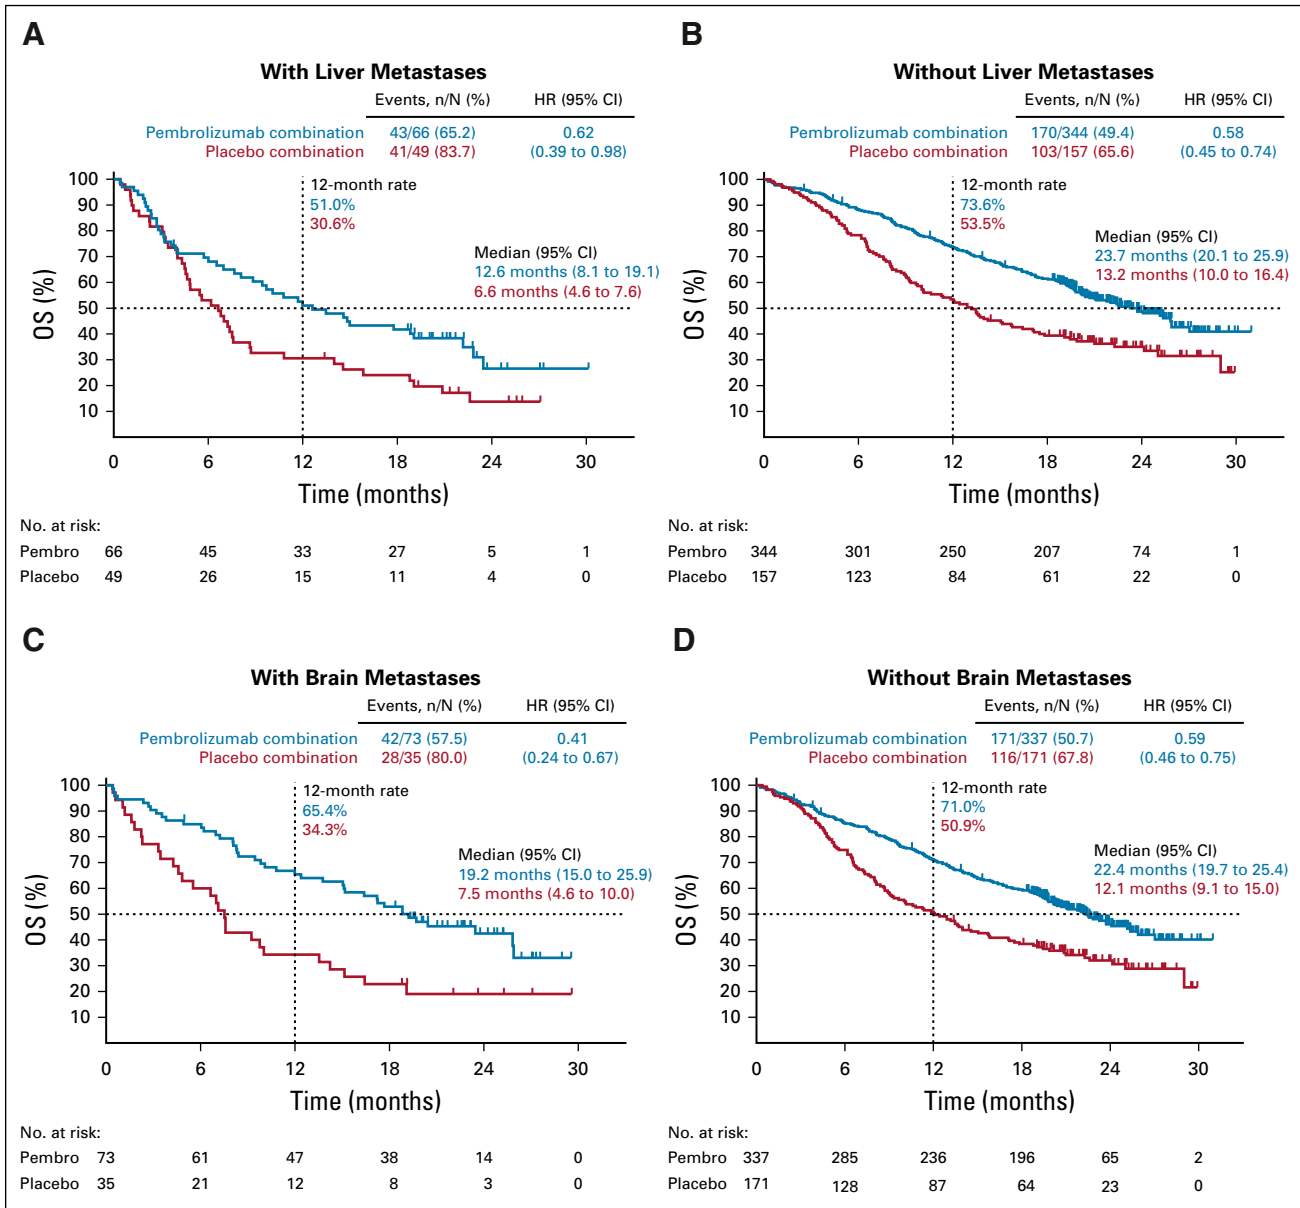 A
With Liver Metastases
Events, n/N (%) HR (95% CI)
Pembrolizumab combination 43/66 (65.2) 0.62
Placebo combination 41/49 (83.7) (0.39 to 0.98)
100
90
80
70
60
50
40
30
20
10
OS (%)
12-month rate
51.0%
30.6%
Median (95% CI)
12.6 months (8.1 to 19.1)
6.6 months (4.6 to 7.6)
0 6 12 18 24 30
Time (months)
No. at risk:
Pembro 66 45 33 27 5 1
Placebo 49 26 15 11 4 0
B
Without Liver Metastases
Events, n/N (%) HR (95% CI)
Pembrolizumab combination 170/344 (49.4) 0.58
Placebo combination 103/157 (65.6) (0.45 to 0.74)
100
90
80
70
60
50
40
30
20
10
OS (%)
12-month rate
73.6%
53.5%
Median (95% CI)
23.7 months (20.1 to 25.9)
13.2 months (10.0 to 16.4)
0 6 12 18 24 30
Time (months)
No. at risk:
Pembro 344 301 250 207 74 1
Placebo 157 123 84 61 22 0
C
With Brain Metastases
Events, n/N (%) HR (95% CI)
Pembrolizumab combination 42/73 (57.5) 0.41
Placebo combination 28/35 (80.0) (0.24 to 0.67)
100
90
80
70
60
50
40
30
20
10
OS (%)
12-month rate
65.4%
34.3%
Median (95% CI)
19.2 months (15.0 to 25.9)
7.5 months (4.6 to 10.0)
0 6 12 18 24 30
Time (months)
No. at risk:
Pembro 73 61 47 38 14 0
Placebo 35 21 12 8 3 0
D
Without Brain Metastases
Events, n/N (%) HR (95% CI)
Pembrolizumab combination 171/337 (50.7) 0.59
Placebo combination 116/171 (67.8) (0.46 to 0.75)
100
90
80
70
60
50
40
30
20
10
OS (%)
12-month rate
71.0%
50.9%
Median (95% CI)
22.4 months (19.7 to 25.4)
12.1 months (9.1 to 15.0)
0 6 12 18 24 30
Time (months)
No. at risk:
Pembro 337 285 236 196 65 2
Placebo 171 128 87 64 23 0